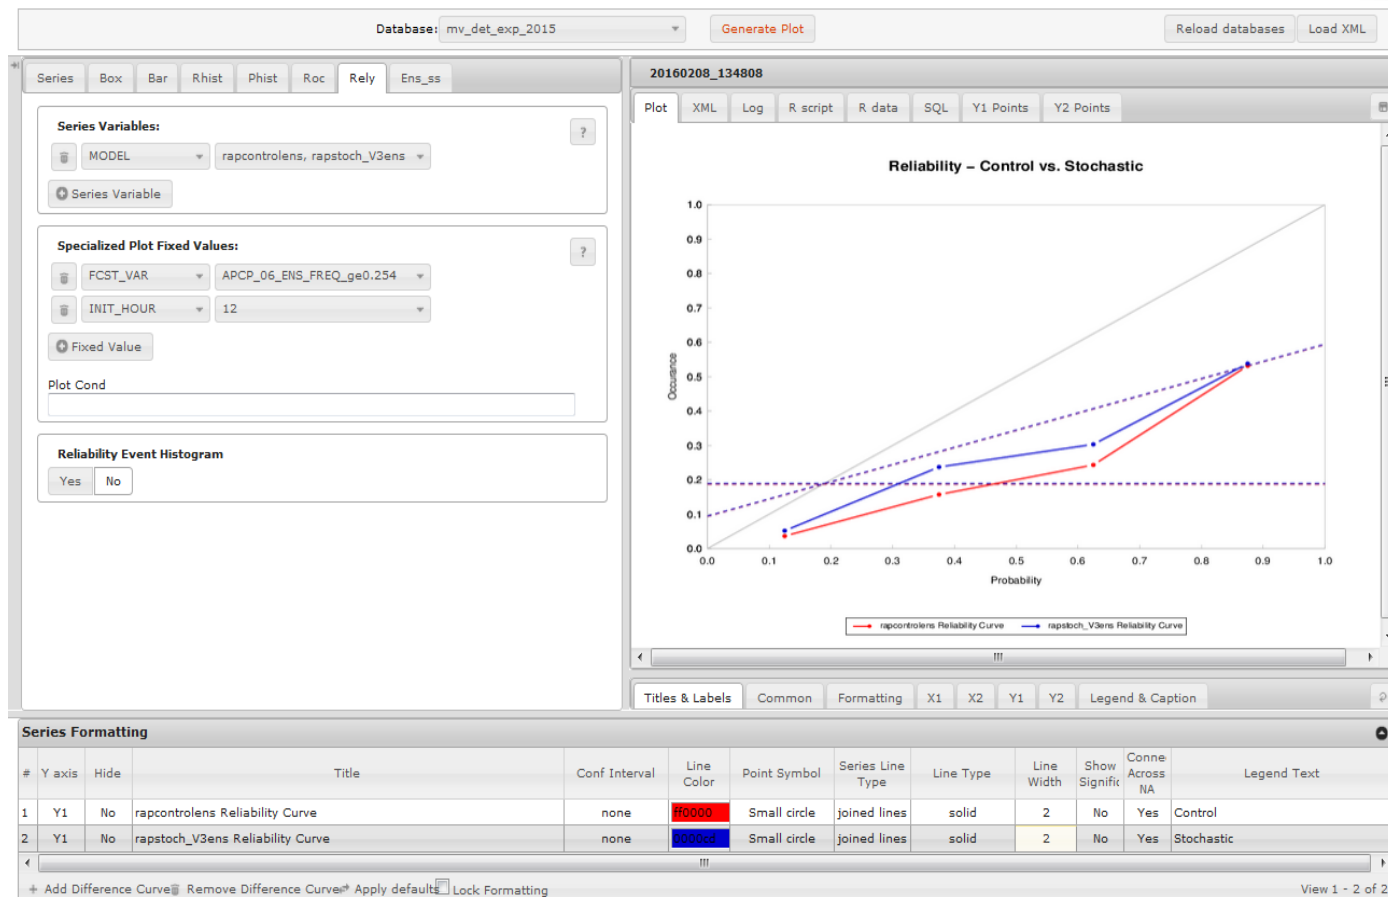 Database: mv_det_exp_2015 Generate Plot Reload databases Load XML
Series Box Bar Rhist Phist Roc Rely Ens_ss
Series Variables: ?
MODEL rapcontrolens, rapstoch_V3ens
Series Variable
Specialized Plot Fixed Values: ?
FCST_VAR APCP_06_ENS_FREQ_ge0.254
INIT_HOUR 12
Fixed Value
Plot Cond
Reliability Event Histogram
Yes No
20160208_134808
Plot XML Log R script R data SQL Y1 Points Y2 Points
Reliability – Control vs. Stochastic
1.0
0.9
0.8
0.7
0.6
0.5
0.4
0.3
0.2
0.1
0.0
Occurance
0.0 0.1 0.2 0.3 0.4 0.5 0.6 0.7 0.8 0.9 1.0
Probability
rapcontrolens Reliability Curve rapstoch_V3ens Reliability Curve
Titles & Labels Common Formatting X1 X2 Y1 Y2 Legend & Caption
Series Formatting
# Y axis Hide Title Conf Interval Line Color Point Symbol Series Line Type Line Type Line Width Show Signific Conne Across NA Legend Text
1 Y1 No rapcontrolens Reliability Curve none ff0000 Small circle joined lines solid 2 No Yes Control
2 Y1 No rapstoch_V3ens Reliability Curve none 0000cd Small circle joined lines solid 2 No Yes Stochastic
Add Difference Curve Remove Difference Curve Apply defaults Lock Formatting View 1 - 2 of 2